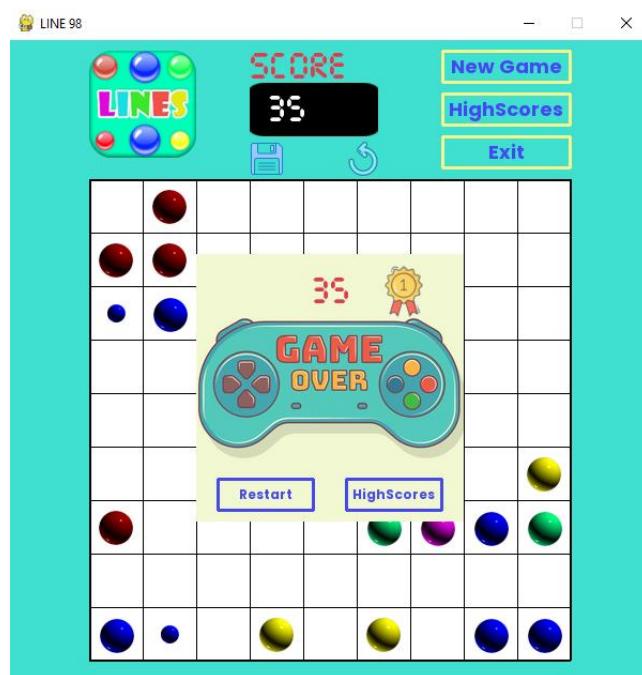 LINE 98
LINES
SCORE
35
New Game
HighScores
Exit
35
1
GAME
OVER
Restart
HighScores